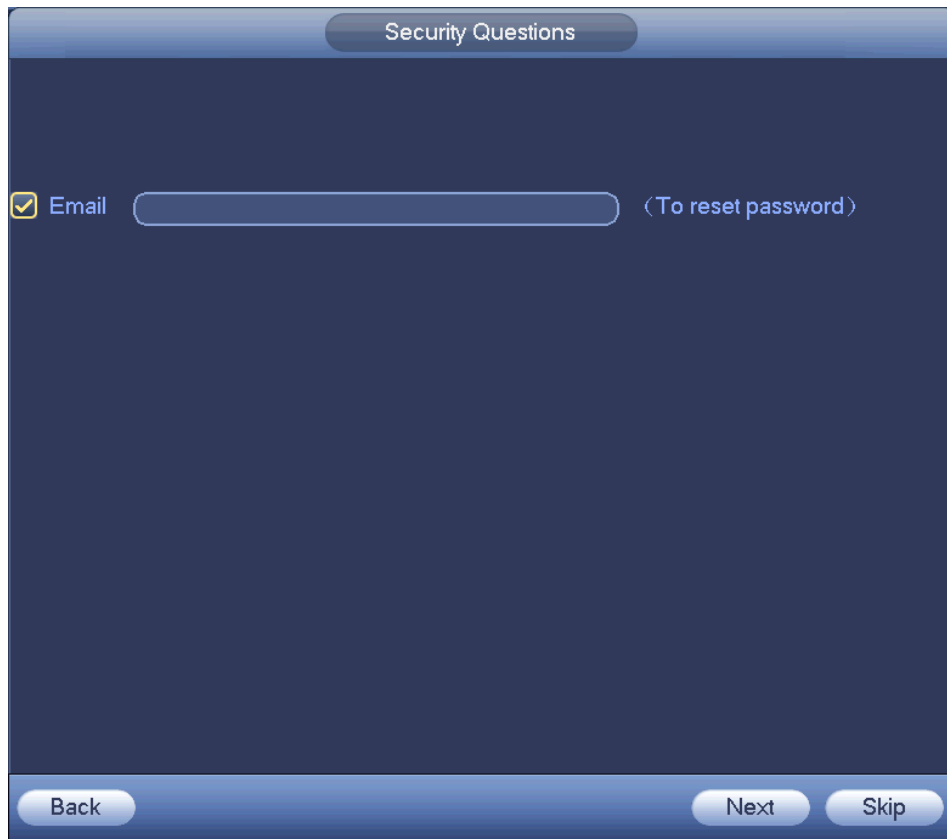 Security Questions
Email （To reset password）
Back Next Skip